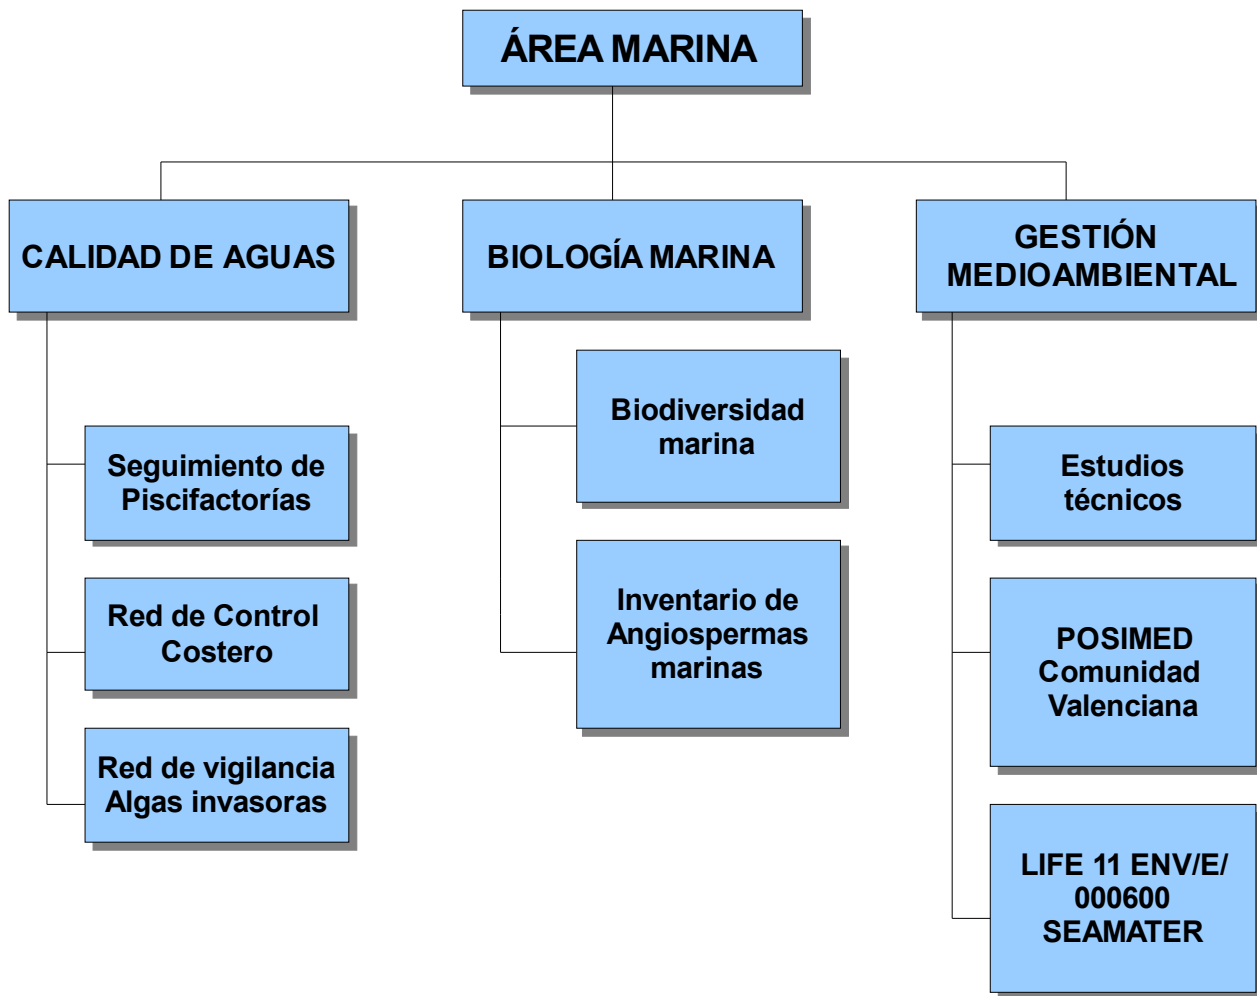 ÁREA MARINA
CALIDAD DE AGUAS
BIOLOGÍA MARINA
GESTIÓN
MEDIOAMBIENTAL
Seguimiento de
Piscifactorías
Red de Control
Costero
Red de vigilancia
Algas invasoras
Biodiversidad
marina
Inventario de
Angiospermas
marinas
Estudios
técnicos
POSIMED
Comunidad
Valenciana
LIFE 11 ENV/E/
000600
SEAMATER